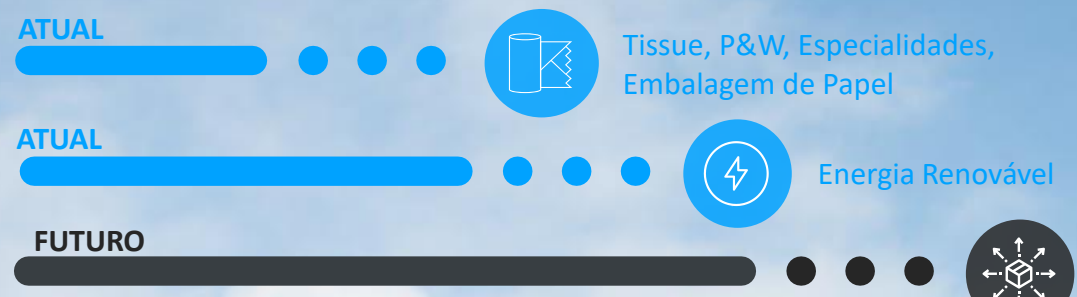 ATUAL
Tissue, P&W, Especialidades,
Embalagem de Papel
ATUAL
Energia Renovável
FUTURO